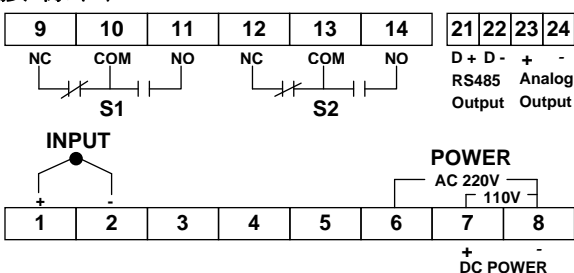 9 10 11 12 13 14 21 22 23 24
NC COM NO NC COM NO D + D - + -
RS485 Analog
S1 S2 Output Output
INPUT
POWER
AC 220V
110V
+ -
1 2 3 4 5 6 7 8
+ -
DC POWER